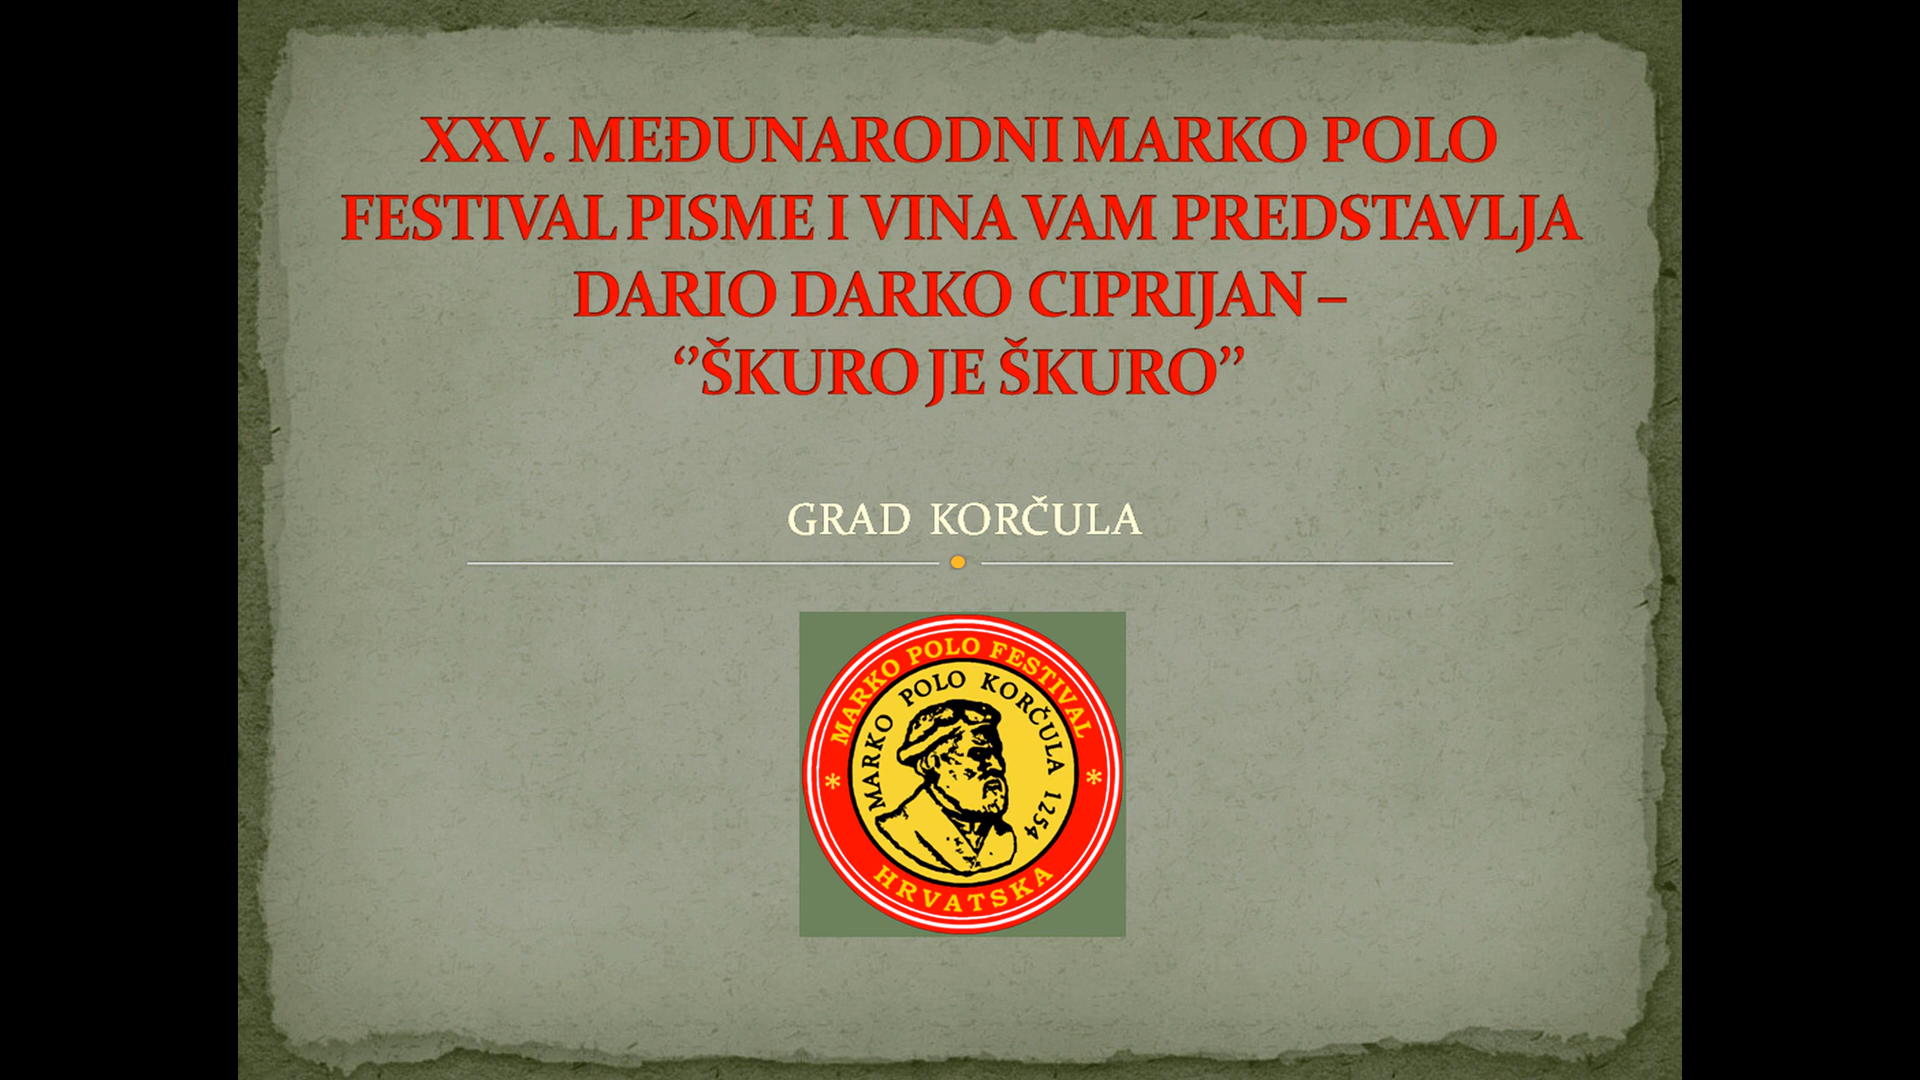 XXV. MEĐUNARODNI MARKO POLO
FESTIVAL PISME I VINA VAM PREDSTAVLJA
DARIO DARKO CIPRIJAN –
‘’ŠKURO JE ŠKURO’’
GRAD KORČULA
MARKO POLO FESTIVAL
MARKO POLO KORČULA 1254
* HRVATSKA *